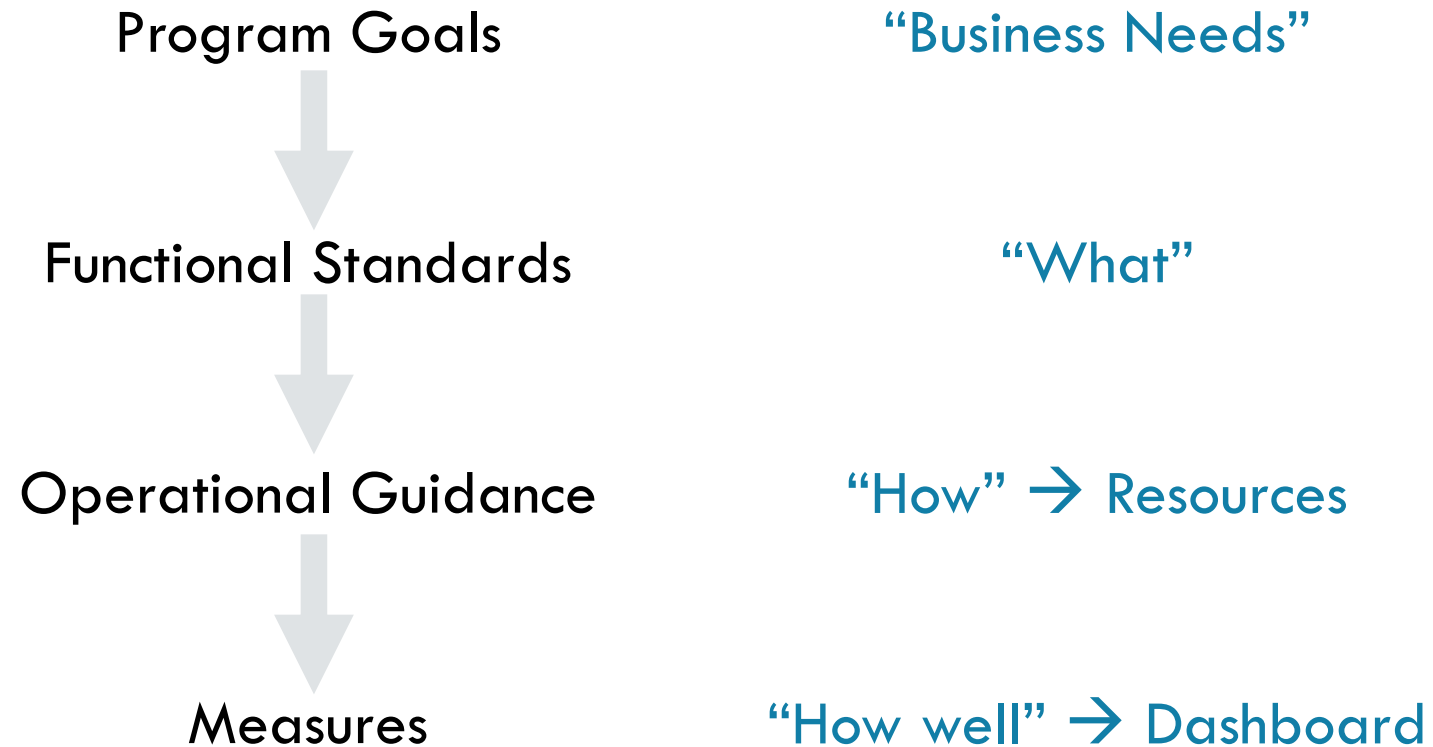 Program Goals “Business Needs”
Functional Standards “What”
Operational Guidance “How” → Resources
Measures “How well” → Dashboard